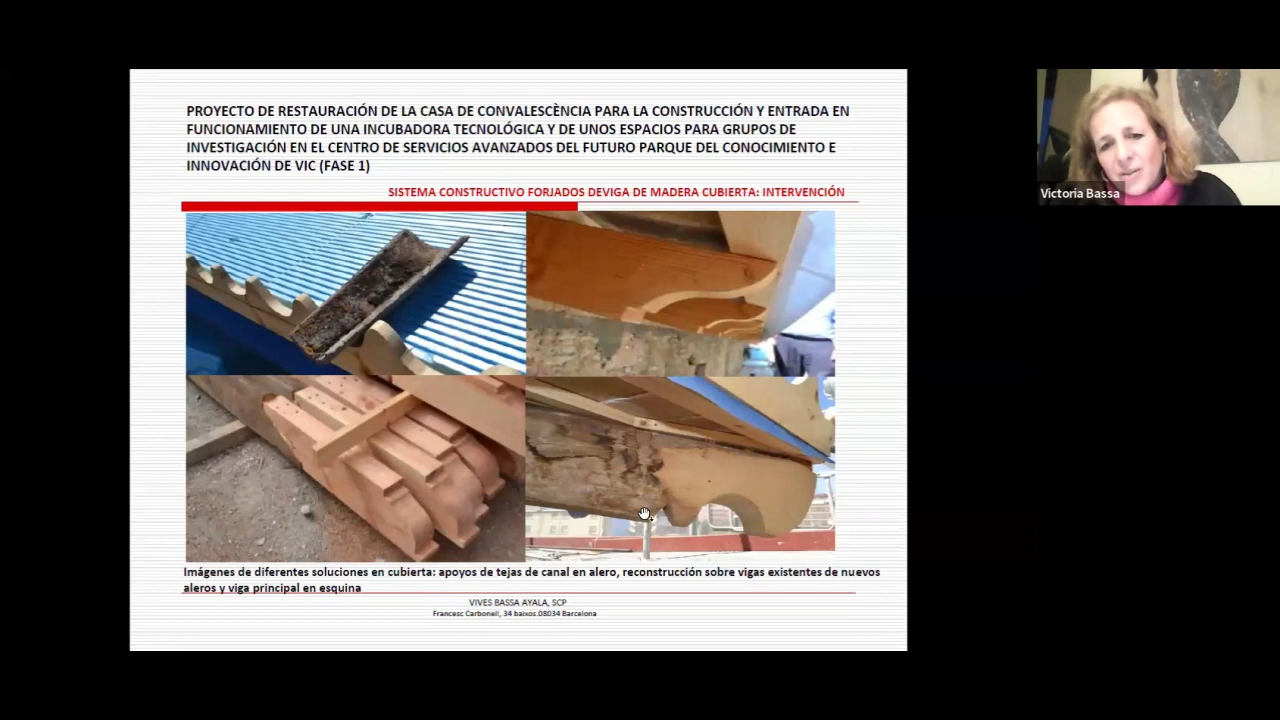 PROYECTO DE RESTAURACIÓN DE LA CASA DE CONVALESCÈNCIA PARA LA CONSTRUCCIÓN Y ENTRADA EN
FUNCIONAMIENTO DE UNA INCUBADORA TECNOLÓGICA Y DE UNOS ESPACIOS PARA GRUPOS DE
INVESTIGACIÓN EN EL CENTRO DE SERVICIOS AVANZADOS DEL FUTURO PARQUE DEL CONOCIMIENTO E
INNOVACIÓN DE VIC (FASE 1)
SISTEMA CONSTRUCTIVO FORJADOS DEVIGA DE MADERA CUBIERTA: INTERVENCIÓN
Victoria Bassa
Imágenes de diferentes soluciones en cubierta: apoyos de tejas de canal en alero, reconstrucción sobre vigas existentes de nuevos
aleros y viga principal en esquina
VIVES BASSA AYALA, SCP
Francesc Carbonell, 34 baixos.08034 Barcelona